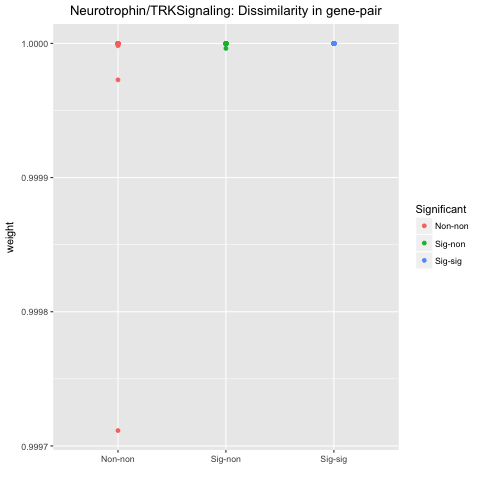 Neurotrophin/TRKSignaling: Dissimilarity in gene-pair
1.0000
0.9999
0.9998
0.9997
weight
Non-non
Sig-non
Sig-sig
Significant
Non-non
Sig-non
Sig-sig